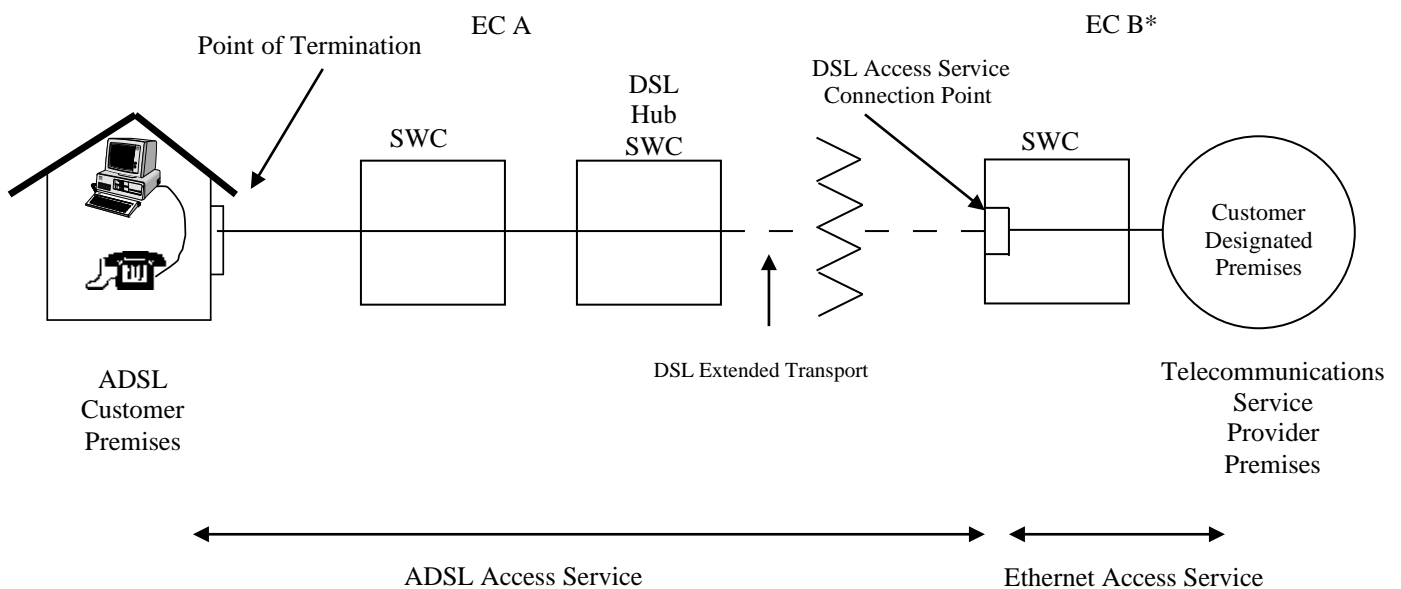 EC A
EC B*
Point of Termination
DSL Access Service
Connection Point
DSL
Hub
SWC
SWC
SWC
Customer
Designated
Premises
DSL Extended Transport
ADSL
Customer
Premises
Telecommunications
Service
Provider
Premises
ADSL Access Service
Ethernet Access Service